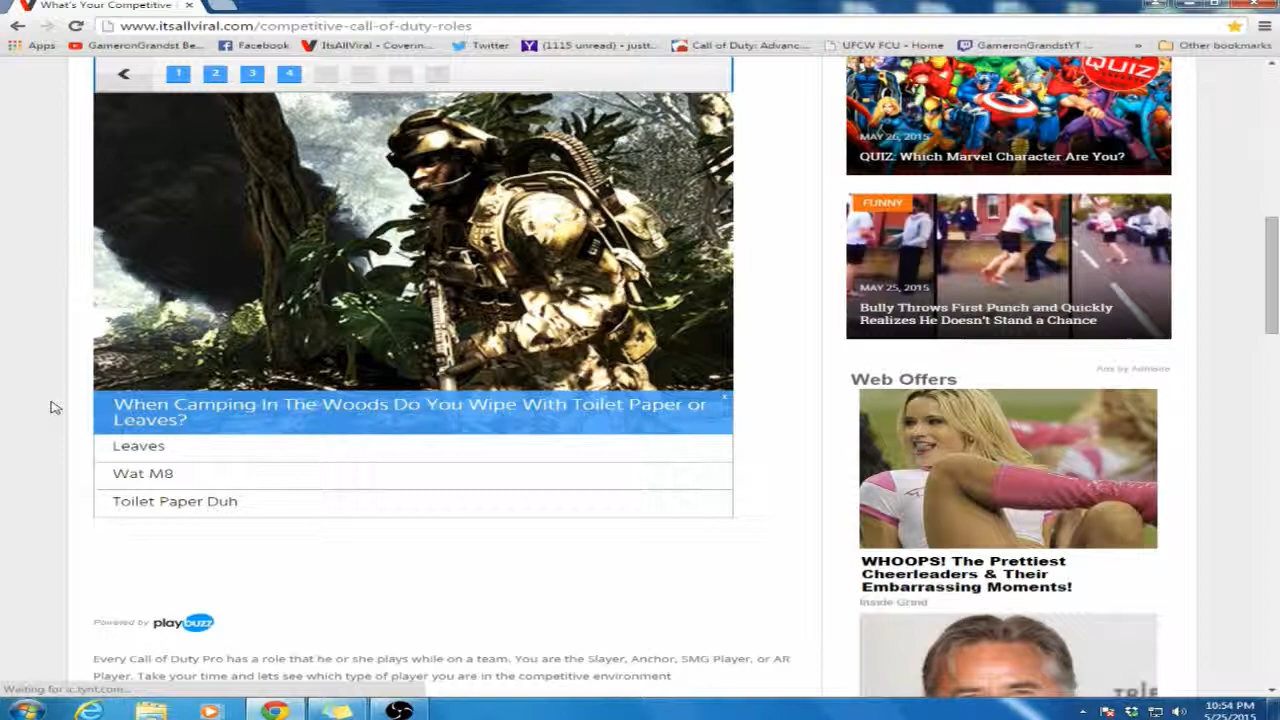 What's Your Competitive
www.itsallviral.com/competitive-call-of-duty-roles
Apps
GameronGrandst Be...
Facebook
ItsAllViral - Covern...
Twitter
(1115 unread) - justt...
Call of Duty: Advanc...
UFCW FCU - Home
GameronGrandstYT ...
»
Other bookmarks
1 2 3 4
When Camping In The Woods Do You Wipe With Toilet Paper or
Leaves?
Leaves
Wat M8
Toilet Paper Duh
Powered by playbuzz
Every Call of Duty Pro has a role that he or she plays while on a team. You are the Slayer, Anchor, SMG Player, or AR
Player. Take your time and lets see which type of player you are in the competitive environment
Waiting for ic.tynt.com...
QUIZ
MAY 26, 2015
QUIZ: Which Marvel Character Are You?
FUNNY
MAY 25, 2015
Bully Throws First Punch and Quickly
Realizes He Doesn't Stand a Chance
Web Offers
WHOOPS! The Prettiest
Cheerleaders & Their
Embarrassing Moments!
10:54 PM
5/25/2015